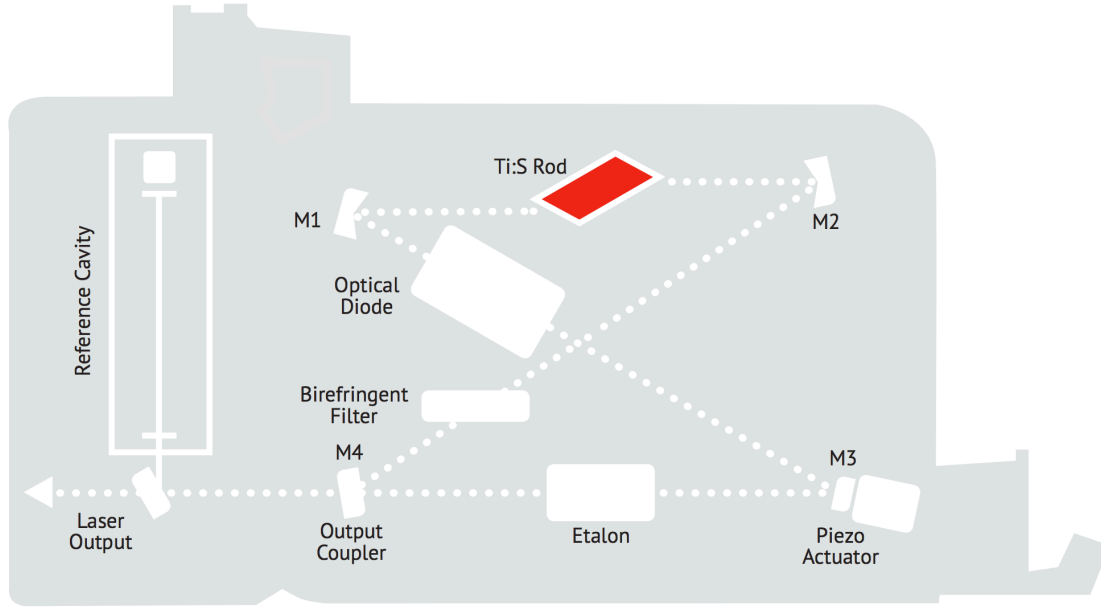 Ti:S Rod
M1
M2
Reference Cavity
Optical
Diode
Birefringent
Filter
M4
M3
Laser
Output
Output
Coupler
Etalon
Piezo
Actuator